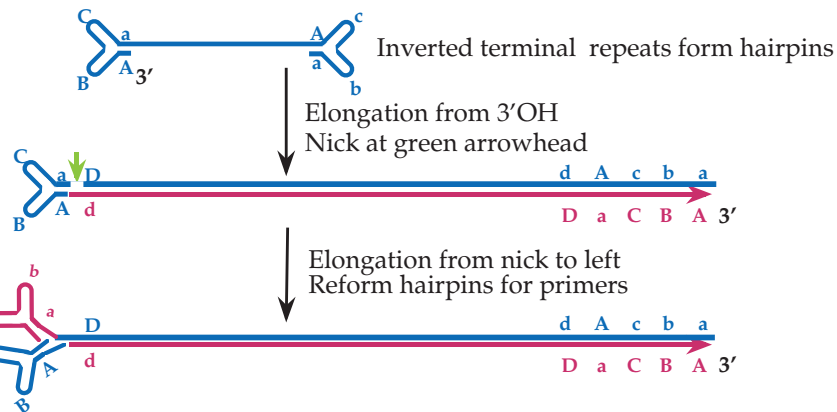 C a A c
Inverted terminal repeats form hairpins
B A 3′ a b
Elongation from 3′OH
Nick at green arrowhead
C a D d A c b a
B A d D a C B A 3′
Elongation from nick to left
Reform hairpins for primers
b
a D d A c b a
A d D a C B A 3′
B